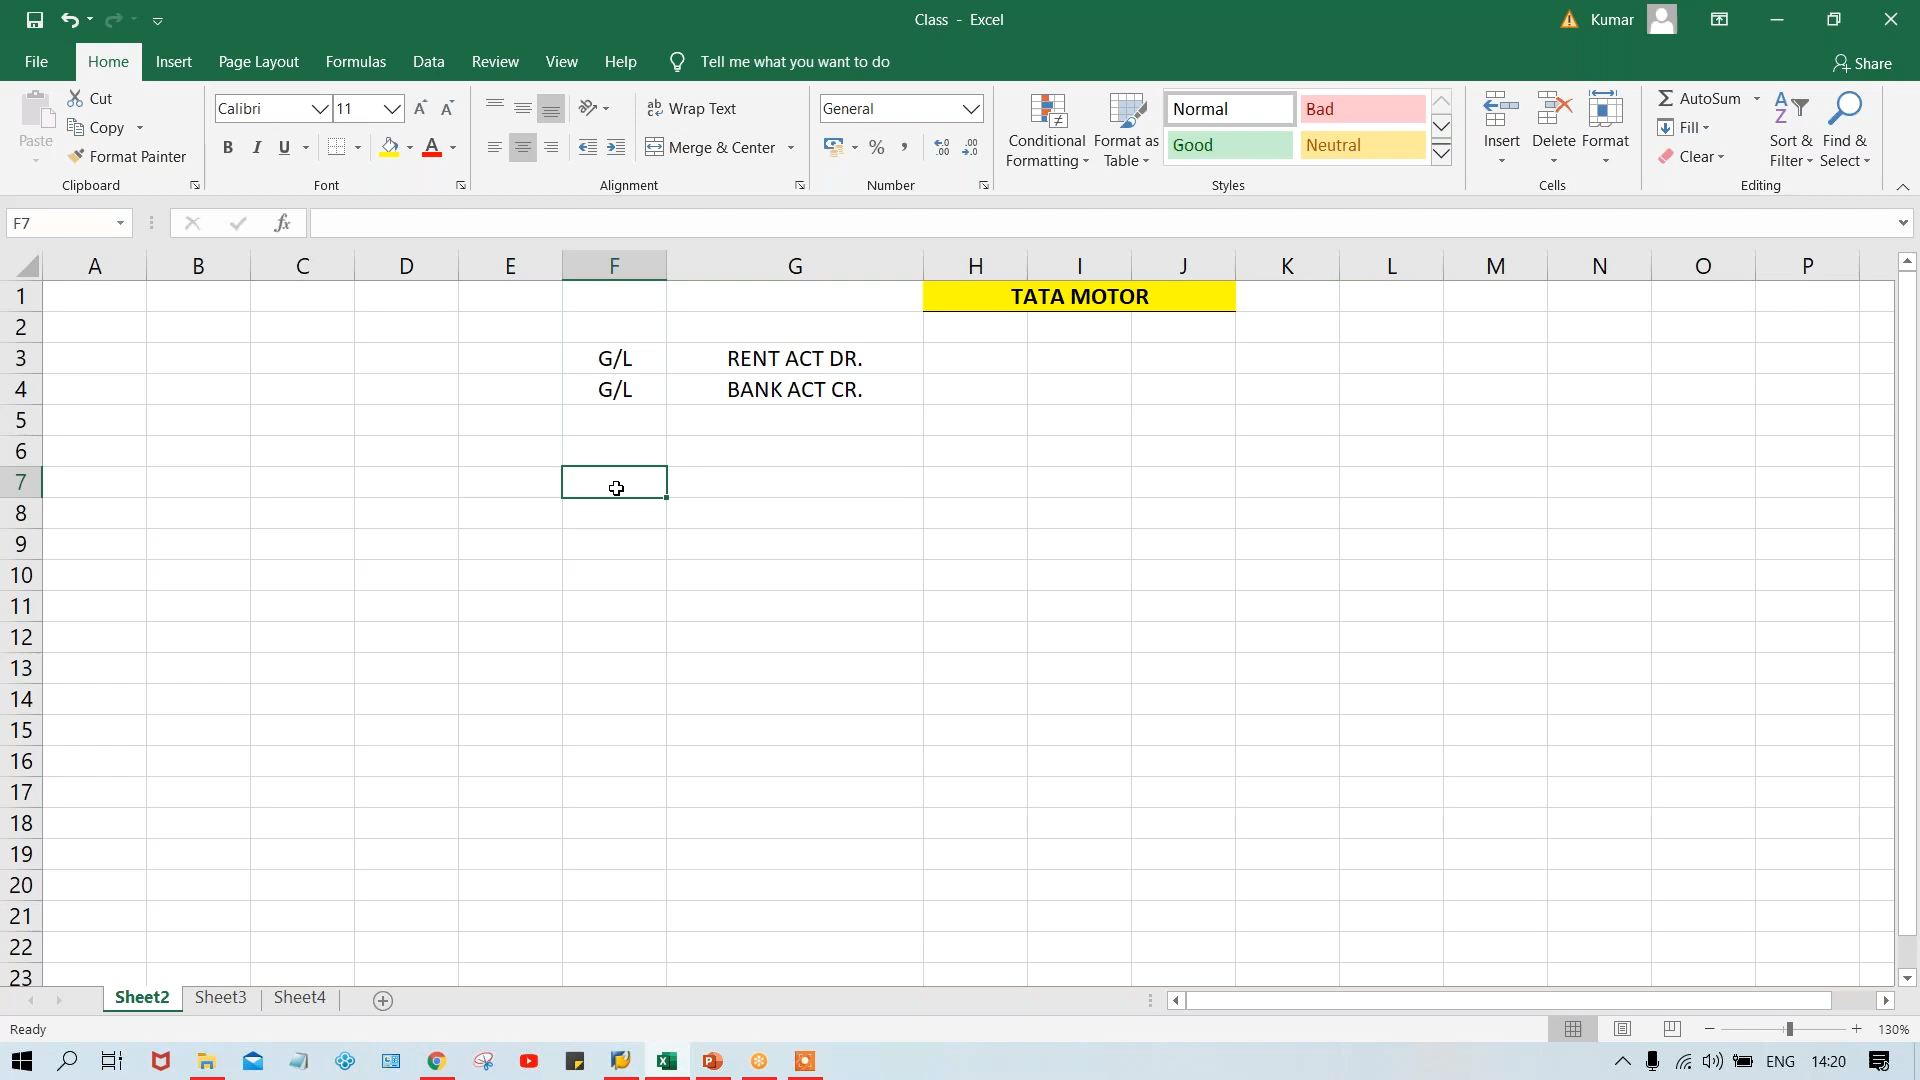 Class - Excel
Kumar
File Home Insert Page Layout Formulas Data Review View Help Tell me what you want to do Share
Paste
Cut
Copy
Format Painter
Clipboard
Calibri 11 A A
B I U A
Font
Wrap Text
Merge & Center
Alignment
General
% ,
Number
Conditional Formatting
Format as Table
Normal Bad
Good Neutral
Styles
Insert Delete Format
Cells
AutoSum
Fill
Clear
Sort & Filter
Find & Select
Editing
F7 fx
A B C D E F G H I J K L M N O P
1 TATA MOTOR
2
3 G/L RENT ACT DR.
4 G/L BANK ACT CR.
5
6
7
8
9
10
11
12
13
14
15
16
17
18
19
20
21
22
23
Sheet2 Sheet3 Sheet4
Ready 130%
ENG 14:20